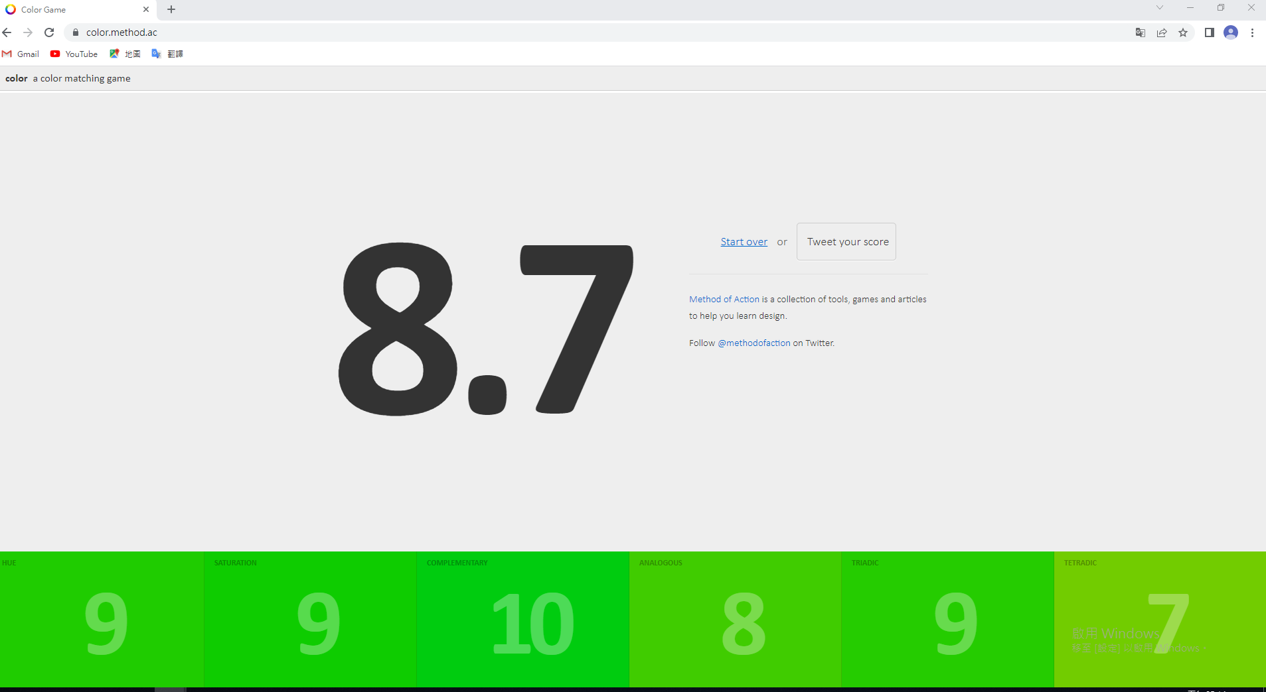 Color Game
color.method.ac
Gmail YouTube 地圖 翻譯
color a color matching game
8.7
Start over or Tweet your score
Method of Action is a collection of tools, games and articles
to help you learn design.
Follow @methodofaction on Twitter.
HUE SATURATION COMPLEMENTARY ANALOGOUS TRIADIC TETRADIC
9 9 10 8 9 7
啟用 Windows